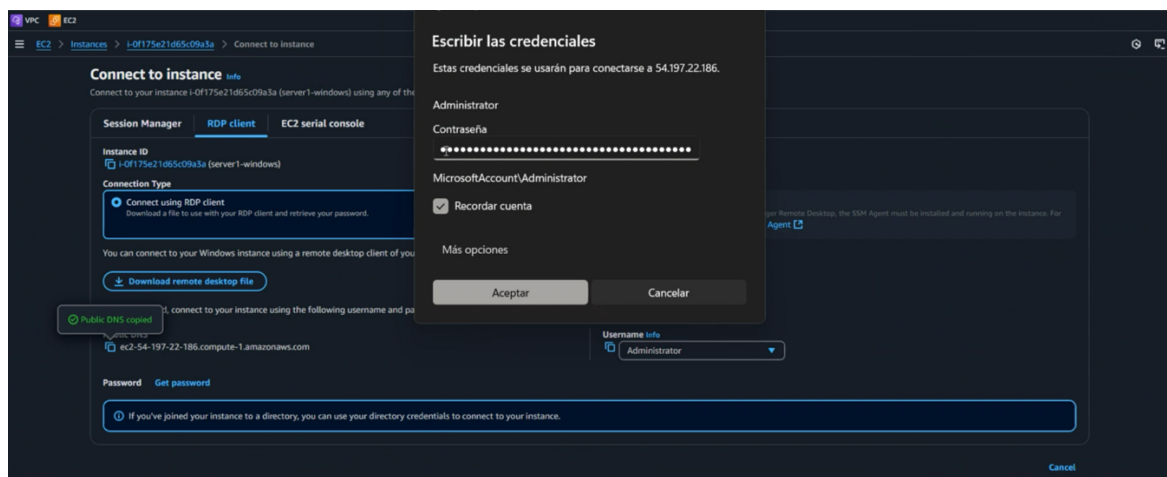 VPC EC2
EC2 > Instances > i-0f175e21d65c09a3a > Connect to instance
Connect to instance Info
Connect to your instance i-0f175e21d65c09a3a (server1-windows) using any of the
Session Manager RDP client EC2 serial console
Instance ID
i-0f175e21d65c09a3a (server1-windows)
Connection Type
Connect using RDP client
Download a file to use with your RDP client and retrieve your password.
ger Remote Desktop, the SSM Agent must be installed and running on the instance. For
Agent
You can connect to your Windows instance using a remote desktop client of you
Download remote desktop file
d, connect to your instance using the following username and pa
Public DNS copied
Public DNS
ec2-54-197-22-186.compute-1.amazonaws.com
Username Info
Administrator
Password Get password
If you've joined your instance to a directory, you can use your directory credentials to connect to your instance.
Cancel
Escribir las credenciales
Estas credenciales se usarán para conectarse a 54.197.22.186.
Administrator
Contraseña
MicrosoftAccount\Administrator
Recordar cuenta
Más opciones
Aceptar Cancelar